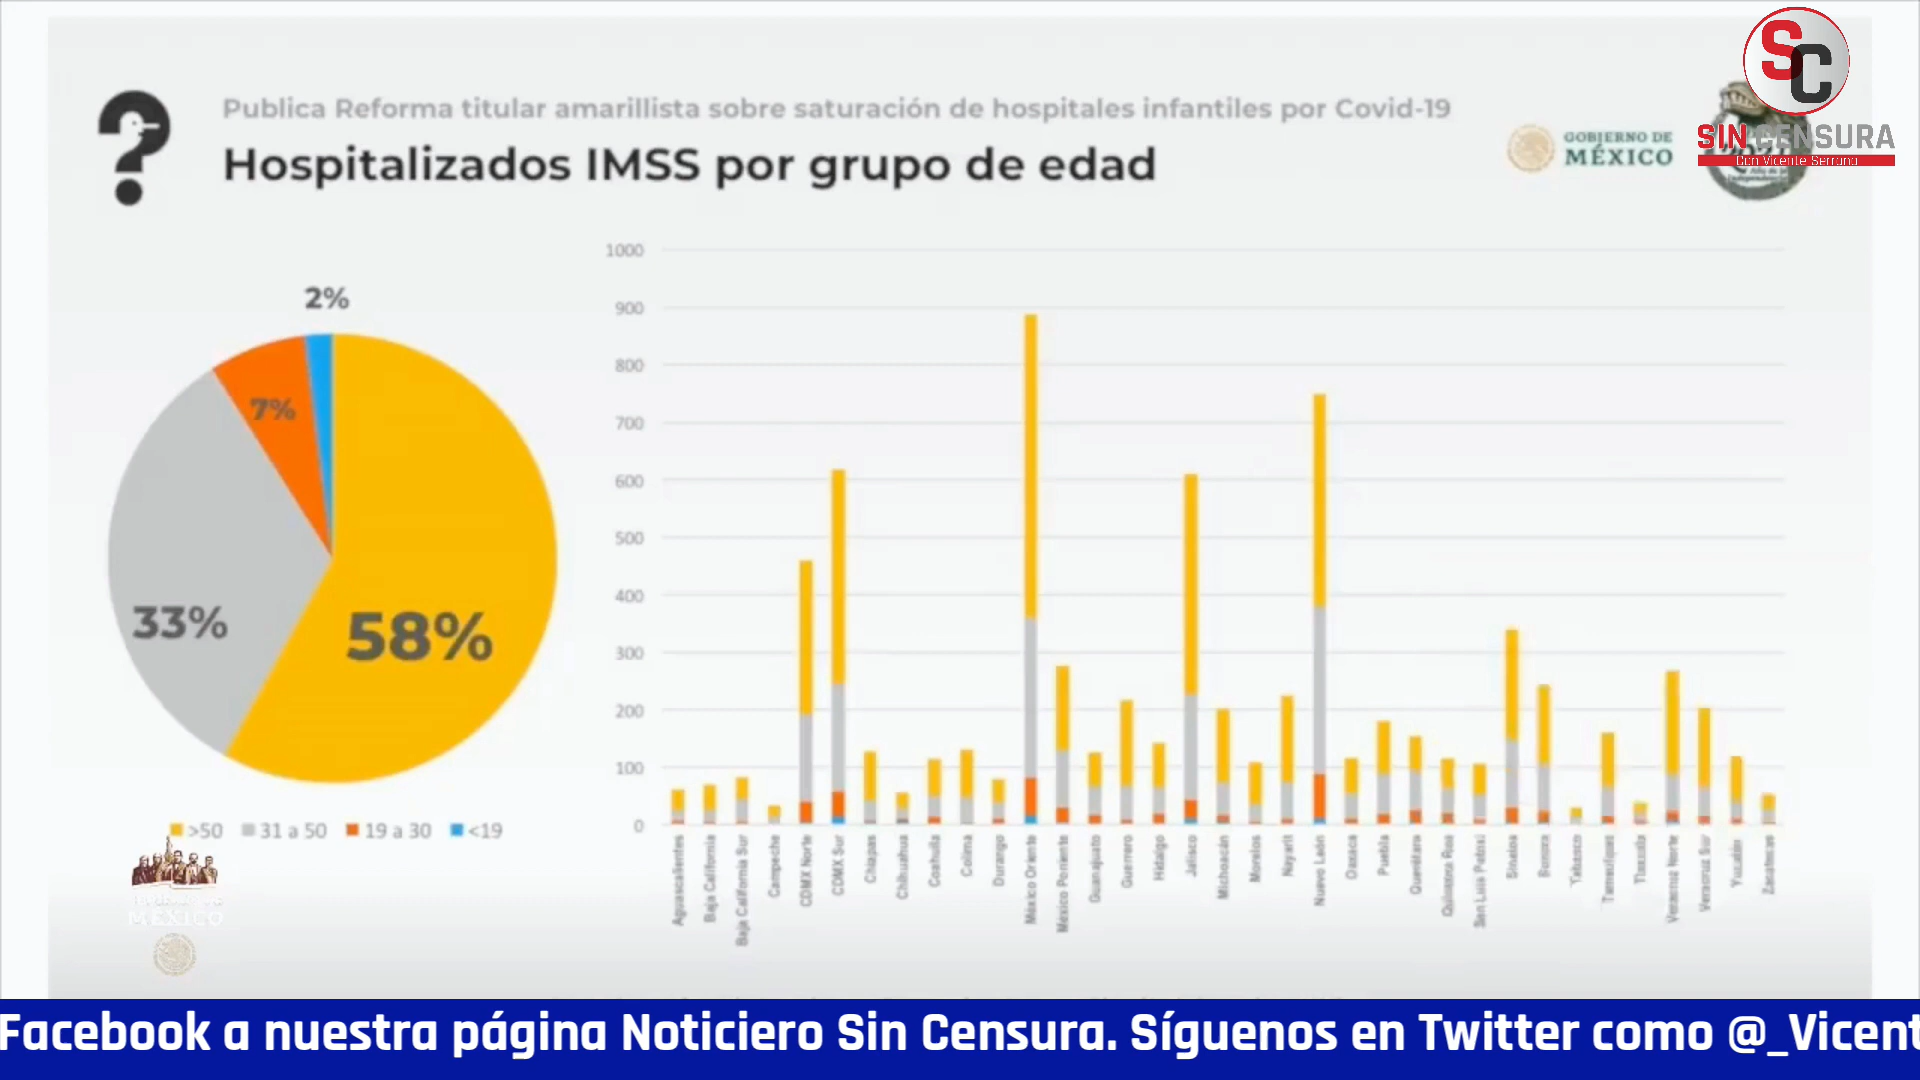 Publica Reforma titular amarillista sobre saturación de hospitales infantiles por Covid-19
Hospitalizados IMSS por grupo de edad
GOBIERNO DE
MÉXICO
SC
SIN CENSURA
Con Vicente Serrano
2%
7%
33%
58%
>50 31 a 50 19 a 30 <19
MÉXICO
1000
900
800
700
600
500
400
300
200
100
0
Aguascalientes
Baja California
Baja California Sur
Campeche
CDMX Norte
CDMX Sur
Chiapas
Chihuahua
Coahuila
Colima
Durango
México Oriente
México Poniente
Guanajuato
Guerrero
Hidalgo
Jalisco
Michoacán
Morelos
Nayarit
Nuevo León
Oaxaca
Puebla
Querétaro
Quintana Roo
San Luis Potosí
Sinaloa
Sonora
Tabasco
Tamaulipas
Tlaxcala
Veracruz Norte
Veracruz Sur
Yucatán
Zacatecas
Facebook a nuestra página Noticiero Sin Censura. Síguenos en Twitter como @_Vicent